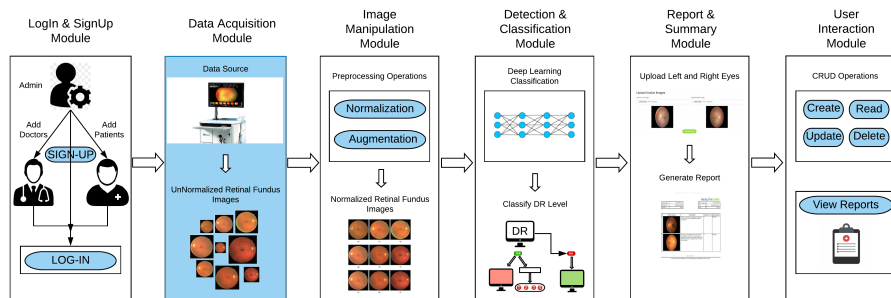 LogIn & SignUp
Module
Data Acquisition
Module
Image
Manipulation
Module
Detection &
Classification
Module
Report &
Summary
Module
User
Interaction
Module
Admin
Add
Doctors
Add
Patients
SIGN-UP
LOG-IN
Data Source
UnNormalized Retinal Fundus
Images
Preprocessing Operations
Normalization
Augmentation
Normalized Retinal Fundus
Images
Deep Learning
Classification
Classify DR Level
DR
Upload Left and Right Eyes
Generate Report
CRUD Operations
Create
Read
Update
Delete
View Reports